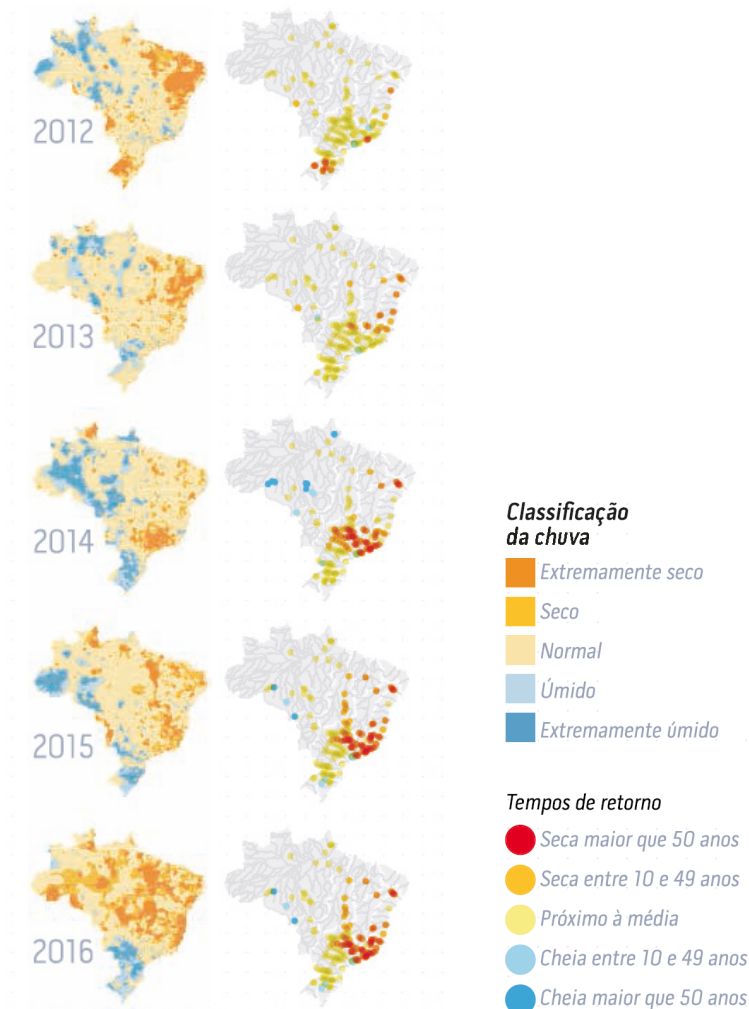 2012
2013
2014
2015
2016
Classificação
da chuva
Extremamente seco
Seco
Normal
Úmido
Extremamente úmido
Tempos de retorno
Seca maior que 50 anos
Seca entre 10 e 49 anos
Próximo à média
Cheia entre 10 e 49 anos
Cheia maior que 50 anos